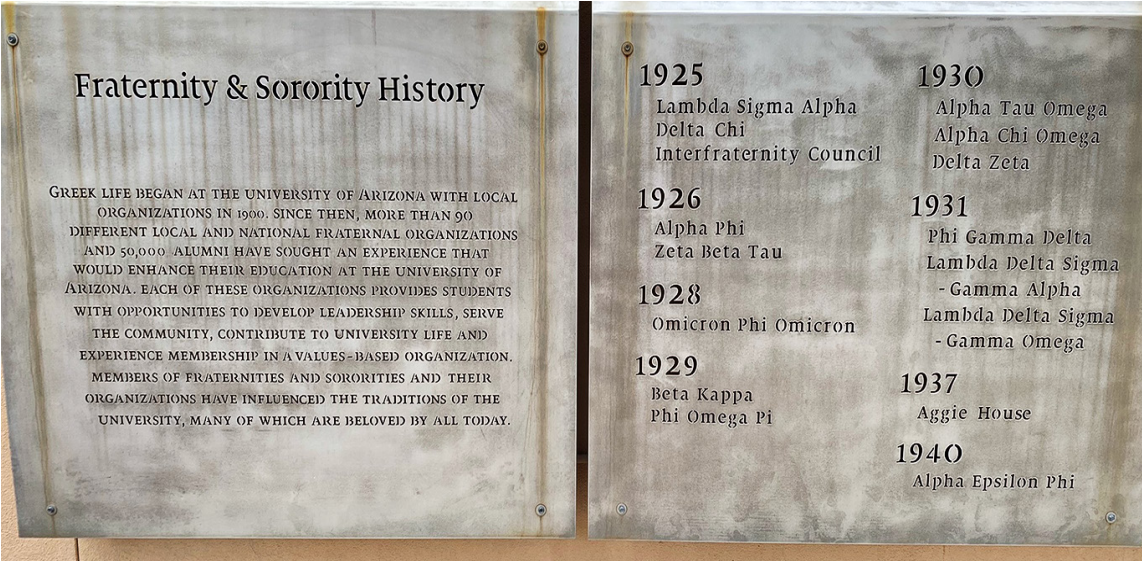 Fraternity & Sorority History
GREEK LIFE BEGAN AT THE UNIVERSITY OF ARIZONA WITH LOCAL
ORGANIZATIONS IN 1900. SINCE THEN, MORE THAN 90
DIFFERENT LOCAL AND NATIONAL FRATERNAL ORGANIZATIONS
AND 50,000 ALUMNI HAVE SOUGHT AN EXPERIENCE THAT
WOULD ENHANCE THEIR EDUCATION AT THE UNIVERSITY OF
ARIZONA. EACH OF THESE ORGANIZATIONS PROVIDES STUDENTS
WITH OPPORTUNITIES TO DEVELOP LEADERSHIP SKILLS, SERVE
THE COMMUNITY, CONTRIBUTE TO UNIVERSITY LIFE AND
EXPERIENCE MEMBERSHIP IN A VALUES-BASED ORGANIZATION.
MEMBERS OF FRATERNITIES AND SORORITIES AND THEIR
ORGANIZATIONS HAVE INFLUENCED THE TRADITIONS OF THE
UNIVERSITY, MANY OF WHICH ARE BELOVED BY ALL TODAY.
1925
Lambda Sigma Alpha
Delta Chi
Interfraternity Council
1926
Alpha Phi
Zeta Beta Tau
1928
Omicron Phi Omicron
1929
Beta Kappa
Phi Omega Pi
1930
Alpha Tau Omega
Alpha Chi Omega
Delta Zeta
1931
Phi Gamma Delta
Lambda Delta Sigma
- Gamma Alpha
Lambda Delta Sigma
- Gamma Omega
1937
Aggie House
1940
Alpha Epsilon Phi